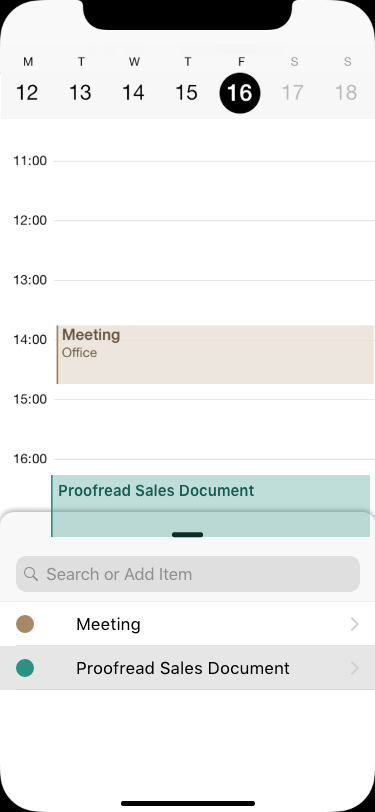 M T W T F S S
12 13 14 15 16 17 18
11:00
12:00
13:00
14:00
Meeting
Office
15:00
16:00
Proofread Sales Document
Search or Add Item
Meeting
Proofread Sales Document